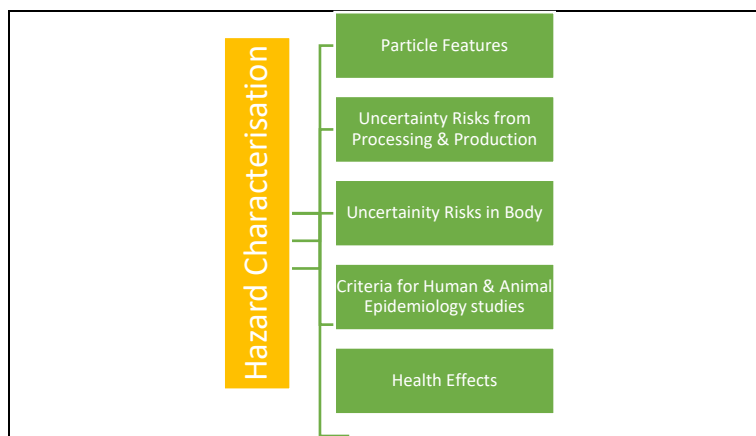 Hazard Characterisation
Particle Features
Uncertainty Risks from
Processing & Production
Uncertainity Risks in Body
Criteria for Human & Animal
Epidemiology studies
Health Effects